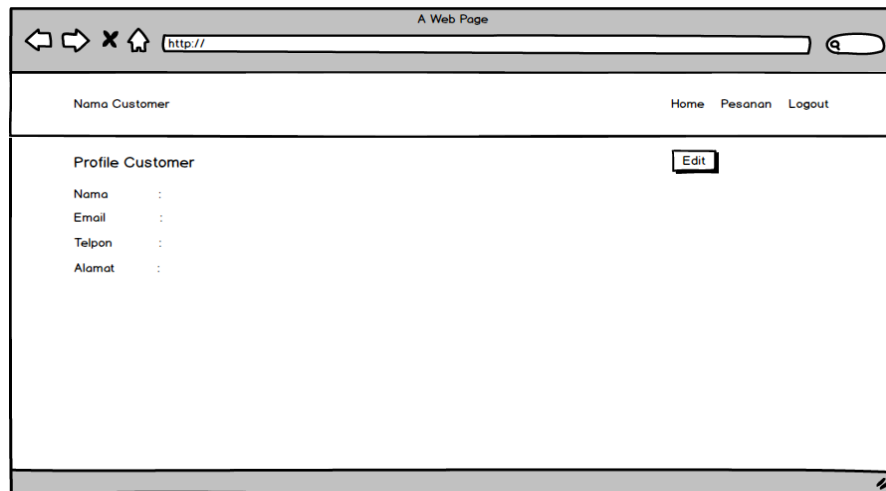 A Web Page
http://
Nama Customer Home Pesanan Logout
Profile Customer Edit
Nama :
Email :
Telpon :
Alamat :